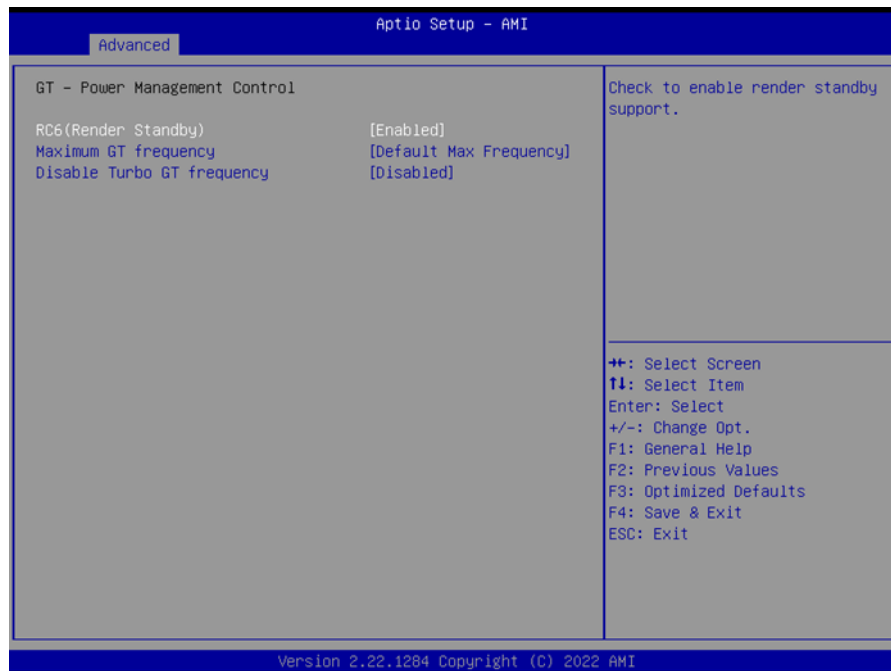 Aptio Setup – AMI
Advanced
GT – Power Management Control
RC6(Render Standby) [Enabled]
Maximum GT frequency [Default Max Frequency]
Disable Turbo GT frequency [Disabled]
Check to enable render standby
support.
→←: Select Screen
↑↓: Select Item
Enter: Select
+/-: Change Opt.
F1: General Help
F2: Previous Values
F3: Optimized Defaults
F4: Save & Exit
ESC: Exit
Version 2.22.1284 Copyright (C) 2022 AMI